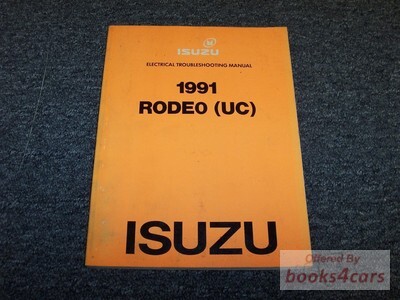 ISUZU
ELECTRICAL TROUBLESHOOTING MANUAL
1991
RODEO (UC)
ISUZU
Offered By
books4cars